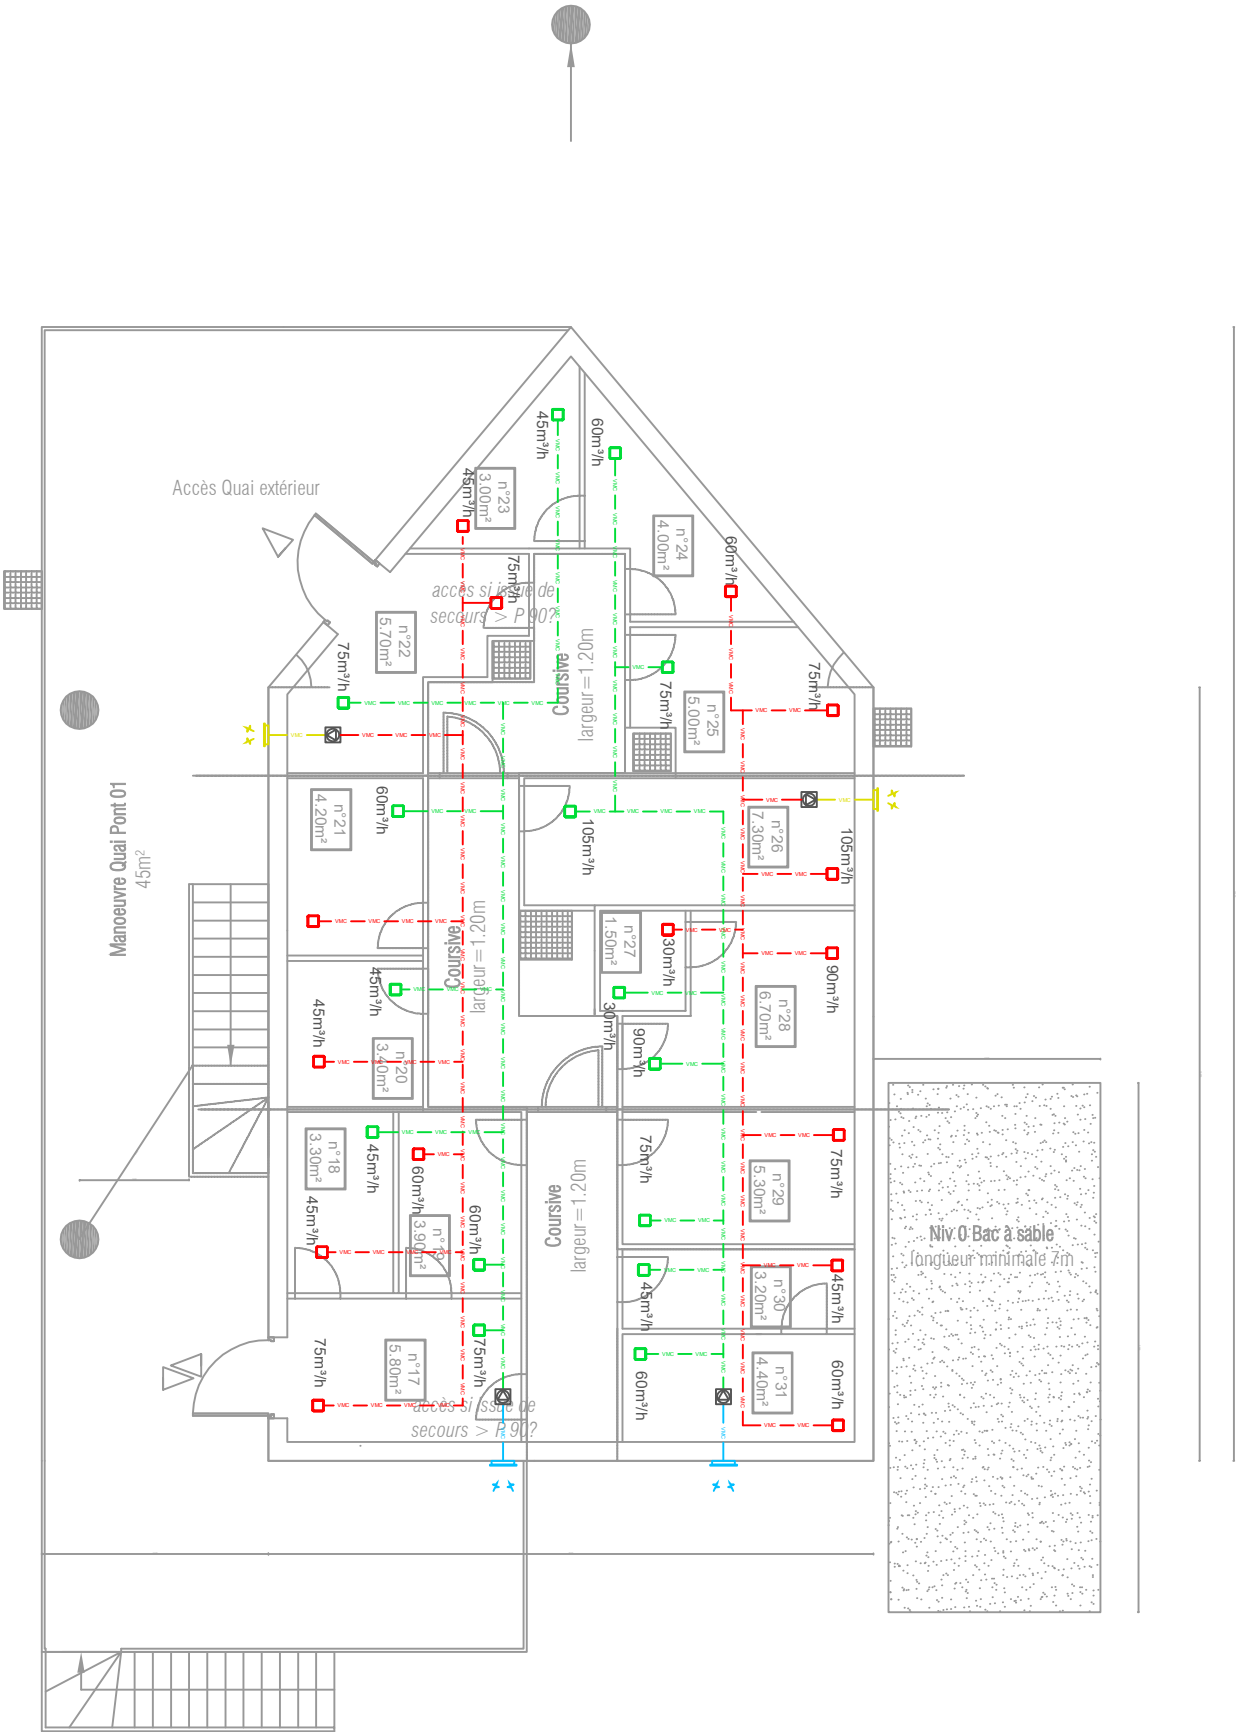 45m³/h
60m³/h
n°23
3.00m²
45m³/h
Accès Quai extérieur
n°24
4.00m²
60m³/h
75m³/h
accès si issue de
secours > P 90?
n°22
5.70m²
75m³/h
Coursive
largeur=1.20m
75m³/h
n°25
5.00m²
75m³/h
VMC
n°21
4.20m²
60m³/h
105m³/h
n°26
7.30m²
105m³/h
Manoeuvre Quai Pont 01
45m²
Coursive
largeur=1.20m
n°27
1.50m²
30m³/h
30m³/h
90m³/h
n°28
6.70m²
45m³/h
45m³/h
n°20
3.40m²
90m³/h
n°18
3.30m²
45m³/h
60m³/h
45m³/h
n°19
3.90m²
60m³/h
Coursive
largeur=1.20m
75m³/h
n°29
5.30m²
75m³/h
Niv.0 Bac à sable
longueur minimale 7m
45m³/h
n°30
3.20m²
45m³/h
75m³/h
n°17
5.80m²
75m³/h
60m³/h
n°31
4.40m²
60m³/h
accès si issue de
secours > P 90?